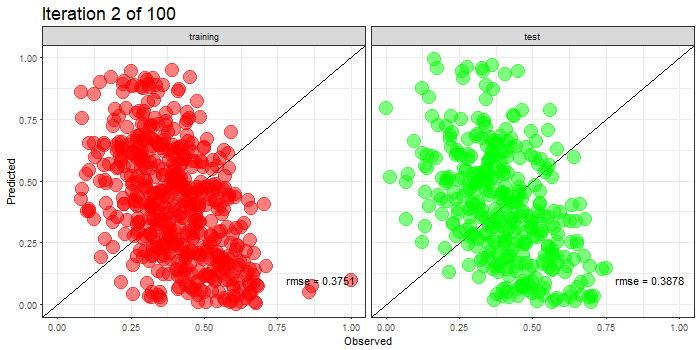 Iteration 2 of 100
training
test
Predicted
1.00
0.75
0.50
0.25
0.00
rmse = 0.3751
rmse = 0.3878
0.00 0.25 0.50 0.75 1.00
0.00 0.25 0.50 0.75 1.00
Observed